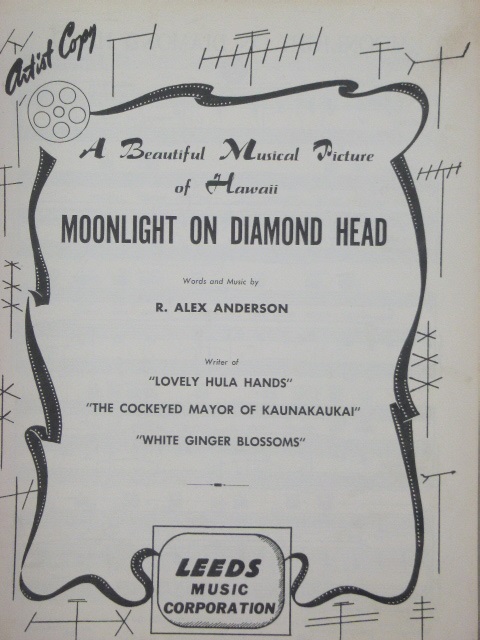 Artist Copy
A Beautiful Musical Picture
of Hawaii
MOONLIGHT ON DIAMOND HEAD
Words and Music by
R. ALEX ANDERSON
Writer of
"LOVELY HULA HANDS"
"THE COCKEYED MAYOR OF KAUNAKAUKAI"
"WHITE GINGER BLOSSOMS"
LEEDS
MUSIC
CORPORATION